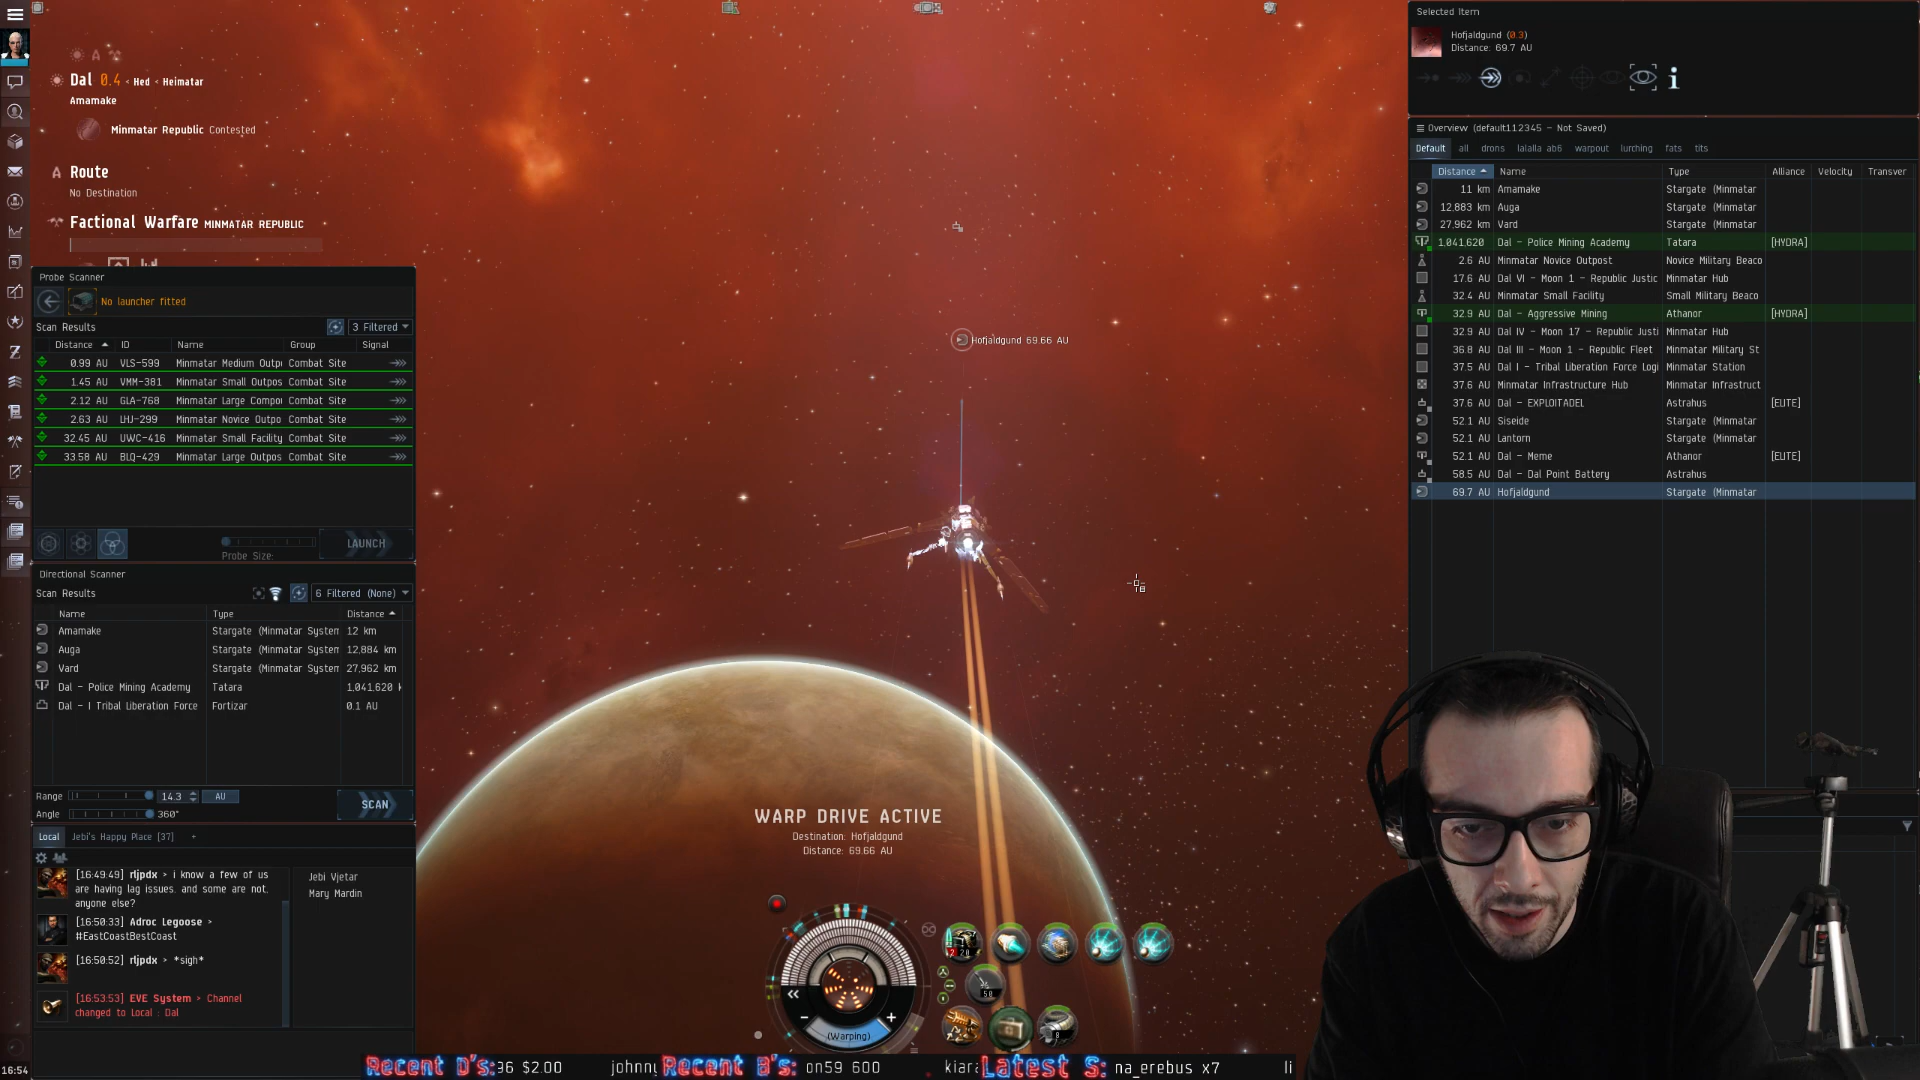 Dal 0.4 < Hed < Heimatar
Amamake
Minmatar Republic Contested
Route
No Destination
Factional Warfare MINMATAR REPUBLIC
Probe Scanner
No launcher fitted
Scan Results
3 Filtered
Distance ID Name Group Signal
0.99 AU VLS-599 Minmatar Medium Outp Combat Site
1.45 AU VMM-381 Minmatar Small Outpos Combat Site
2.12 AU GLA-768 Minmatar Large Compo Combat Site
2.63 AU LHJ-299 Minmatar Novice Outpo Combat Site
32.45 AU UWC-416 Minmatar Small Facility Combat Site
33.58 AU BLQ-429 Minmatar Large Outpos Combat Site
Probe Size:
LAUNCH
Directional Scanner
Scan Results
6 Filtered (None)
Name Type Distance
Amamake Stargate (Minmatar System 12 km
Auga Stargate (Minmatar System 12,884 km
Vard Stargate (Minmatar System 27,962 km
Dal - Police Mining Academy Tatara 1,041,620 k
Dal - I Tribal Liberation Force Fortizar 0.1 AU
Range 14.3 AU
Angle 360°
SCAN
Local Jebi's Happy Place [37] +
[16:49:49] rljpdx > i know a few of us
are having lag issues. and some are not.
anyone else?
[16:50:33] Adroc Legoose >
#EastCoastBestCoast
[16:50:52] rljpdx > *sigh*
[16:53:53] EVE System > Channel
changed to Local : Dal
Jebi Vjetar
Mary Mardin
16:54
Hofjaldgund 69.66 AU
WARP DRIVE ACTIVE
Destination: Hofjaldgund
Distance: 69.66 AU
(Warping)
2 20
50
8
Recent D's: 36 $2.00 johnny Recent B's: on59 600 kiara Latest S: na_erebus x7 li
Selected Item
Hofjaldgund (0.3)
Distance: 69.7 AU
Overview (default112345 - Not Saved)
Default all drons lalalla ab6 warpout lurching fats tits
Distance Name Type Alliance Velocity Transver
11 km Amamake Stargate (Minmatar
12,883 km Auga Stargate (Minmatar
27,962 km Vard Stargate (Minmatar
1,041,620 Dal - Police Mining Academy Tatara [HYDRA]
2.6 AU Minmatar Novice Outpost Novice Military Beaco
17.6 AU Dal VI - Moon 1 - Republic Justic Minmatar Hub
32.4 AU Minmatar Small Facility Small Military Beaco
32.9 AU Dal - Aggressive Mining Athanor [HYDRA]
32.9 AU Dal IV - Moon 17 - Republic Justi Minmatar Hub
36.8 AU Dal III - Moon 1 - Republic Fleet Minmatar Military St
37.5 AU Dal I - Tribal Liberation Force Logi Minmatar Station
37.6 AU Minmatar Infrastructure Hub Minmatar Infrastruct
37.6 AU Dal - EXPLOITADEL Astrahus [ELITE]
52.1 AU Siseide Stargate (Minmatar
52.1 AU Lantorn Stargate (Minmatar
52.1 AU Dal - Meme Athanor [ELITE]
58.5 AU Dal - Dal Point Battery Astrahus
69.7 AU Hofjaldgund Stargate (Minmatar